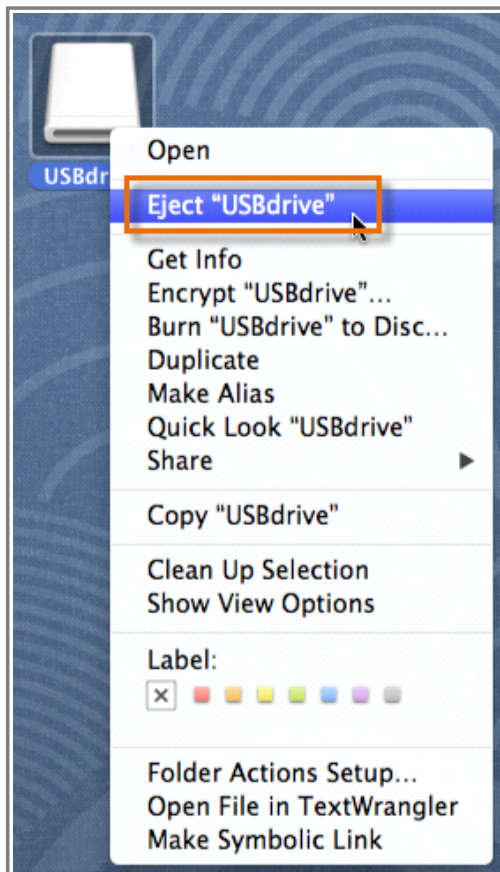 USBdr
Open
Eject “USBdrive”
Get Info
Encrypt “USBdrive”...
Burn “USBdrive” to Disc...
Duplicate
Make Alias
Quick Look “USBdrive”
Share
Copy “USBdrive”
Clean Up Selection
Show View Options
Label:
Folder Actions Setup...
Open File in TextWrangler
Make Symbolic Link